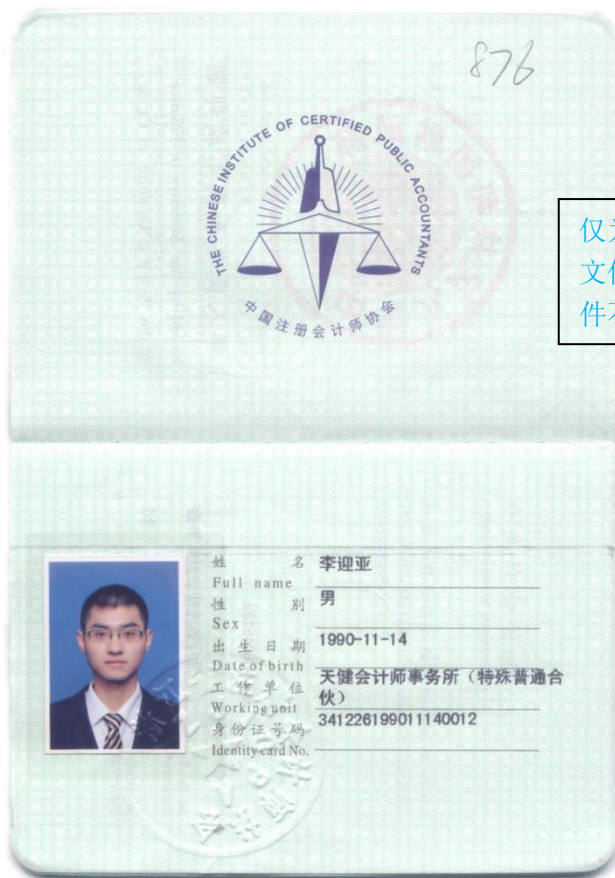 876
THE CHINESE INSTITUTE OF CERTIFIED PUBLIC ACCOUNTANTS
中国注册会计师协会
仅为
文件
件不
姓 名 李迎亚
Full name
性 别 男
Sex
出生日期 1990-11-14
Date of birth
工作单位 天健会计师事务所（特殊普通合
Working unit 伙）
身份证号码 341226199011140012
Identity card No.